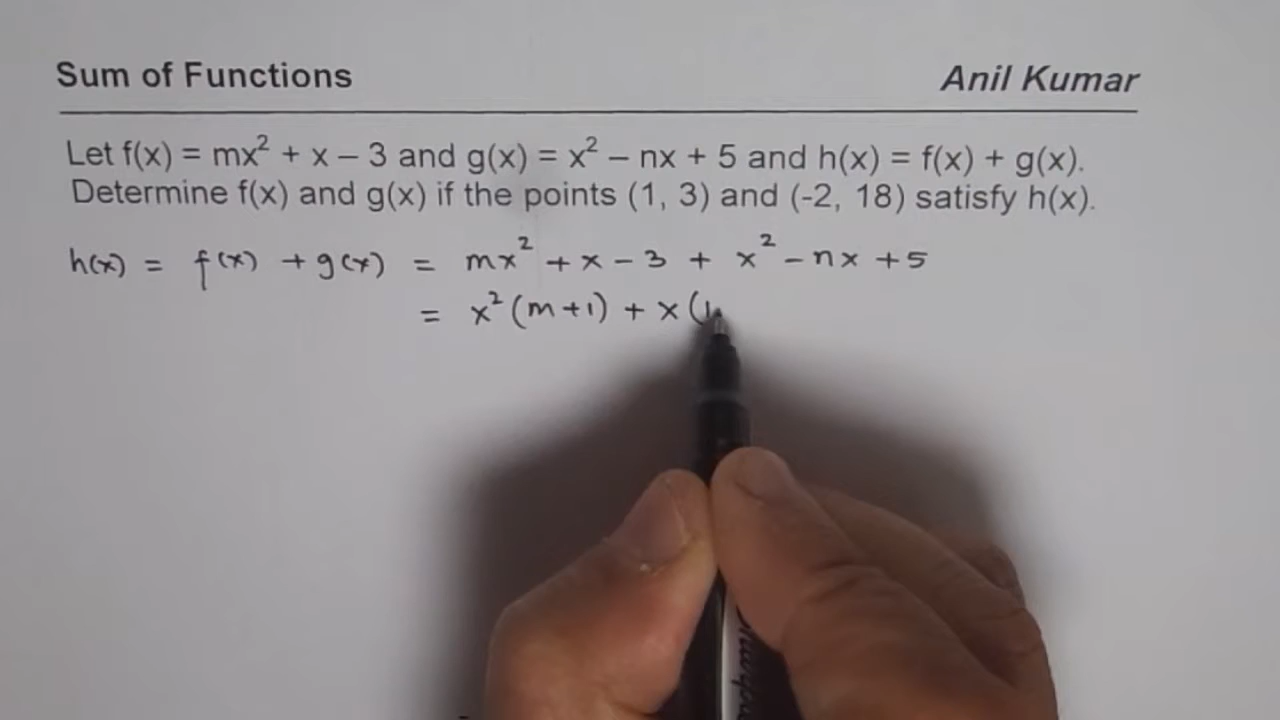 Sum of Functions Anil Kumar
Let f(x) = mx² + x – 3 and g(x) = x² – nx + 5 and h(x) = f(x) + g(x).
Determine f(x) and g(x) if the points (1, 3) and (-2, 18) satisfy h(x).
h(x) = f(x) + g(x) = mx² + x – 3 + x² – nx + 5
= x² (m+1) + x (1